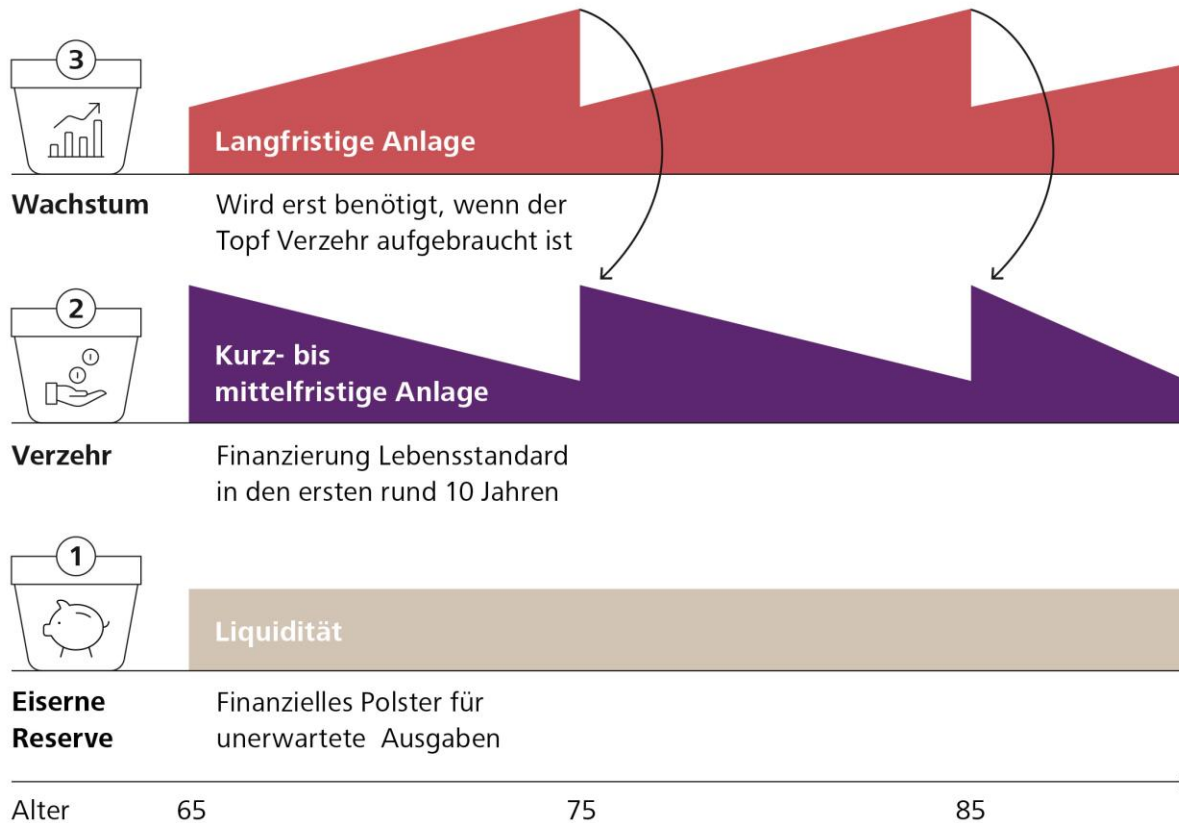 3
Langfristige Anlage
Wachstum
Wird erst benötigt, wenn der
Topf Verzehr aufgebraucht ist
2
Kurz- bis
mittelfristige Anlage
Verzehr
Finanzierung Lebensstandard
in den ersten rund 10 Jahren
1
Liquidität
Eiserne
Reserve
Finanzielles Polster für
unerwartete Ausgaben
Alter 65 75 85